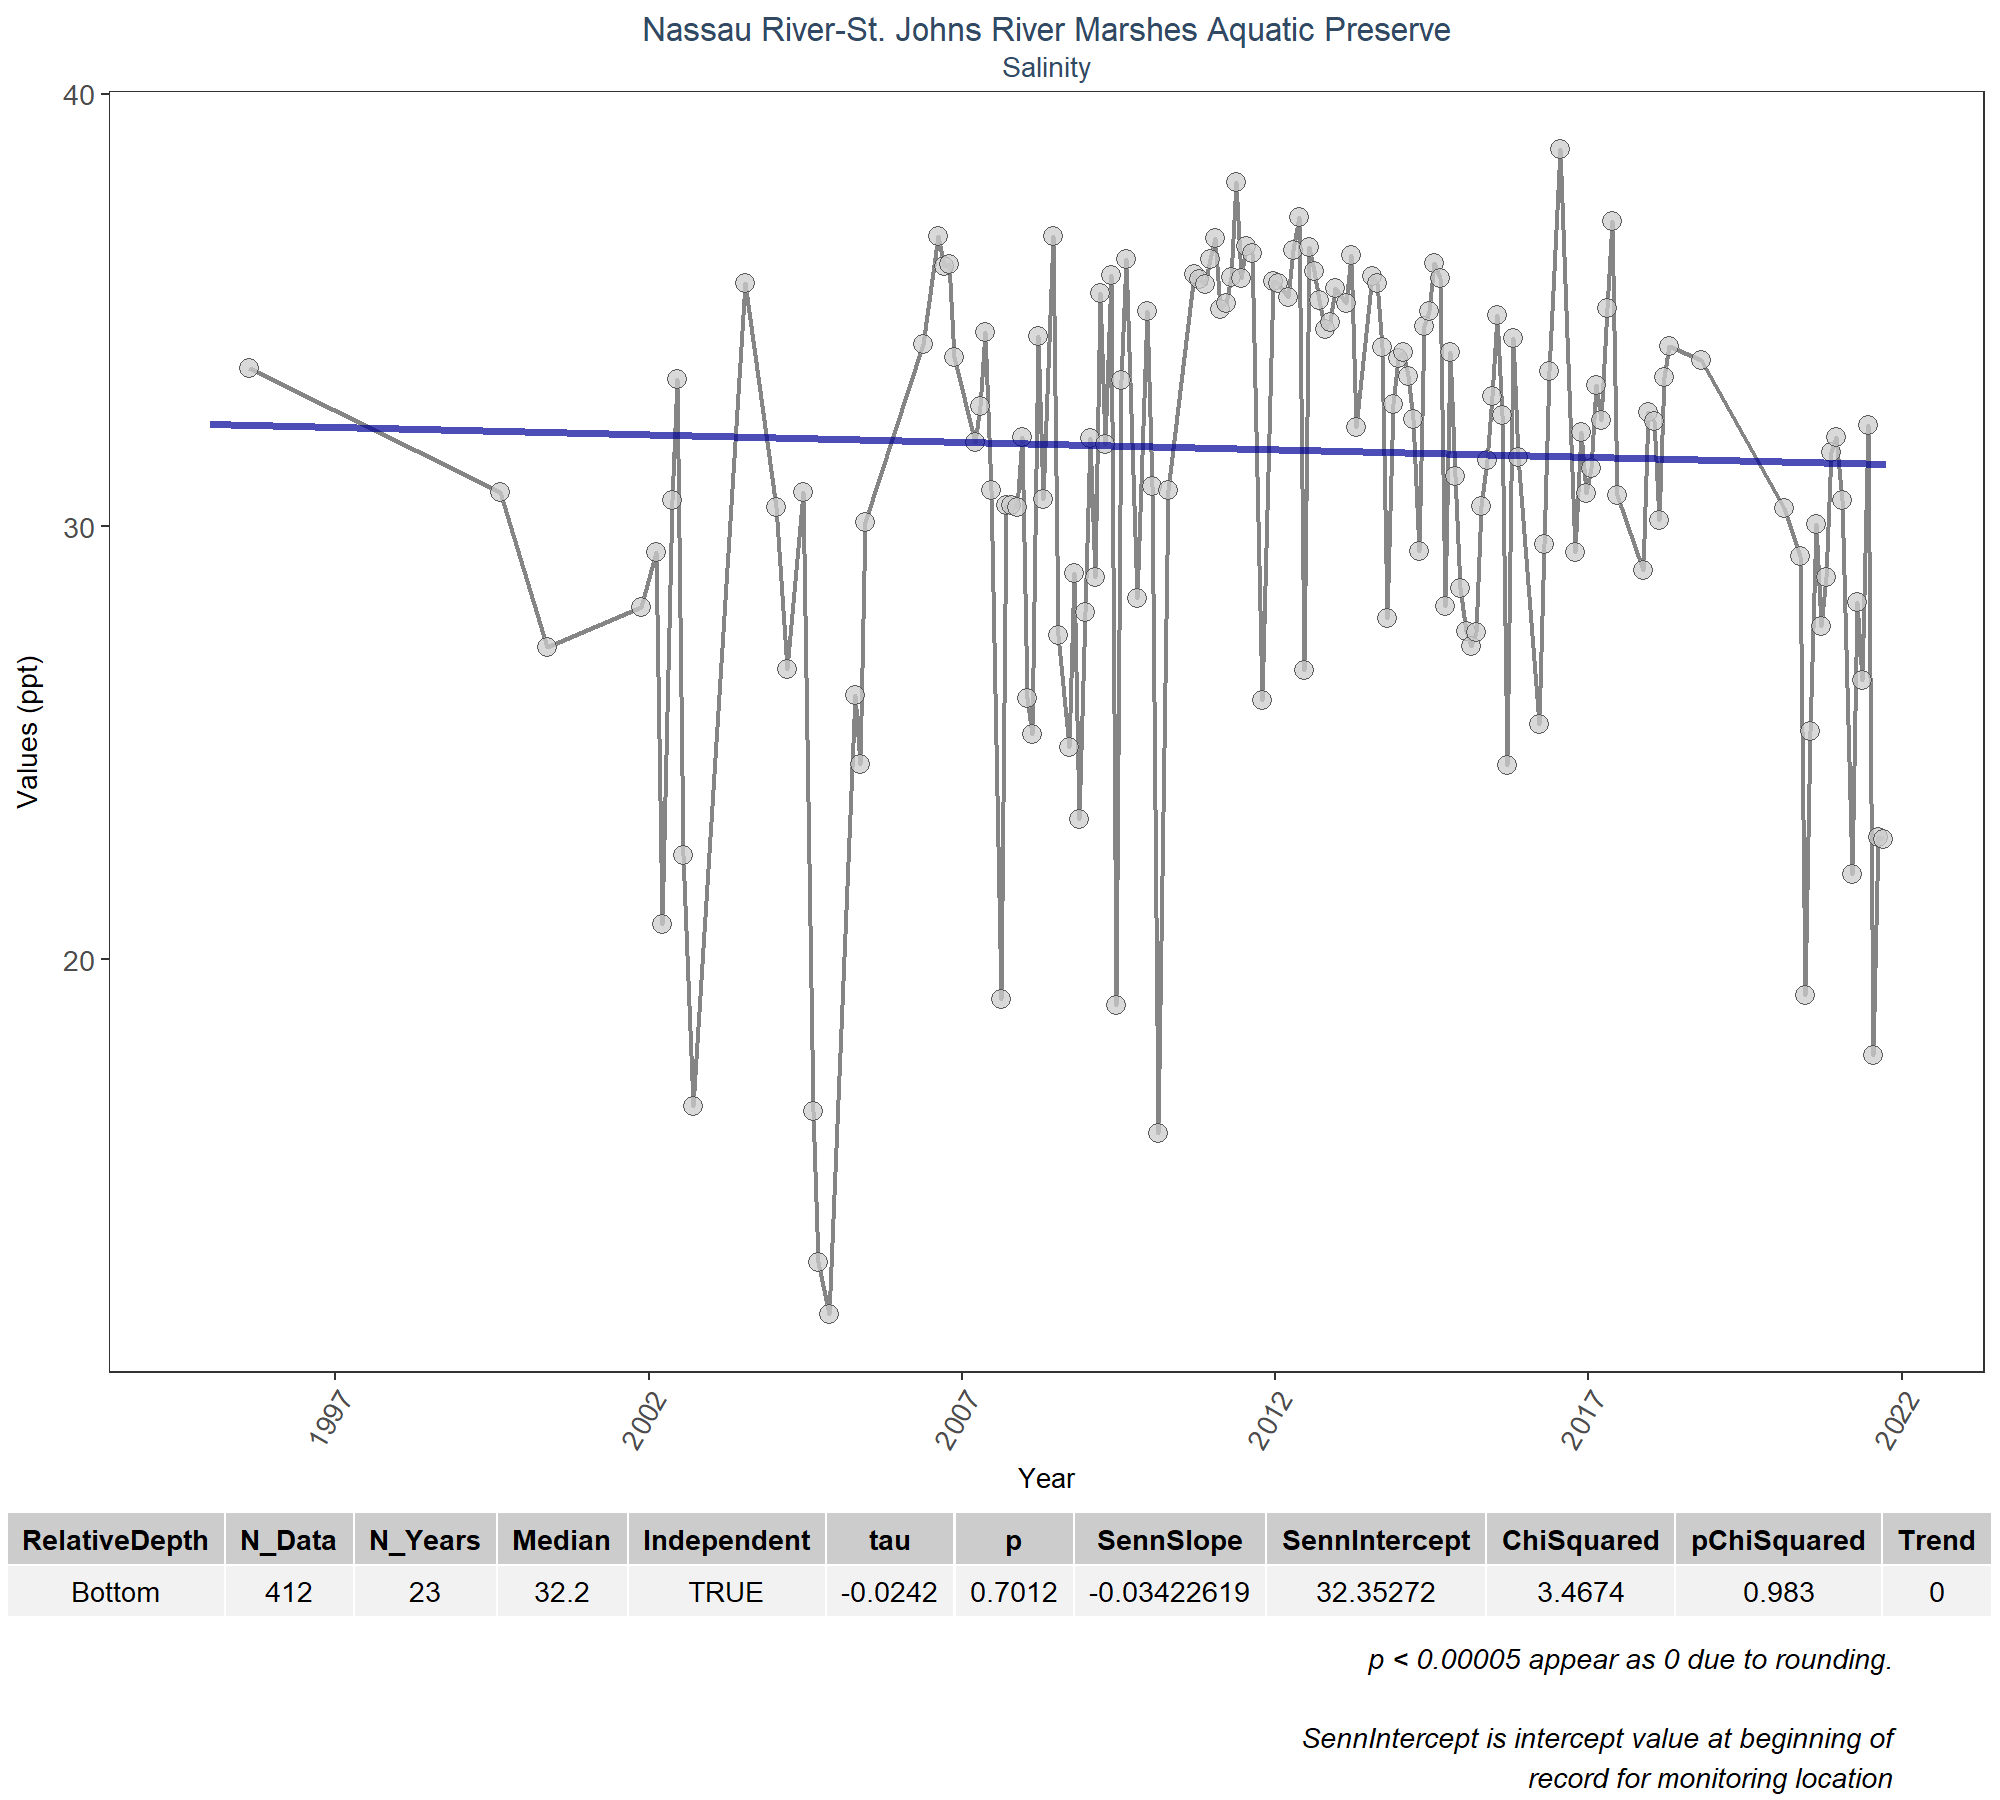 Nassau River-St. Johns River Marshes Aquatic Preserve
Salinity
40
30
20
Values (ppt)
1997
2002
2007
2012
2017
2022
Year
RelativeDepth N_Data N_Years Median Independent tau p SennSlope SennIntercept ChiSquared pChiSquared Trend
Bottom 412 23 32.2 TRUE -0.0242 0.7012 -0.03422619 32.35272 3.4674 0.983 0
p < 0.00005 appear as 0 due to rounding.
SennIntercept is intercept value at beginning of
record for monitoring location